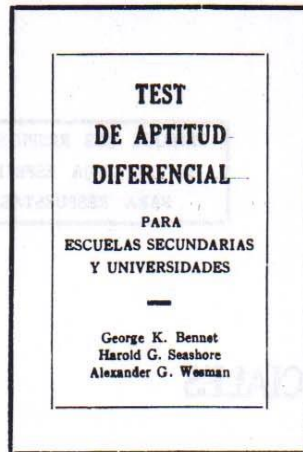 TEST
DE APTITUD
DIFERENCIAL
PARA
ESCUELAS SECUNDARIAS
Y UNIVERSIDADES
George K. Bennet
Harold G. Seashore
Alexander G. Wesman